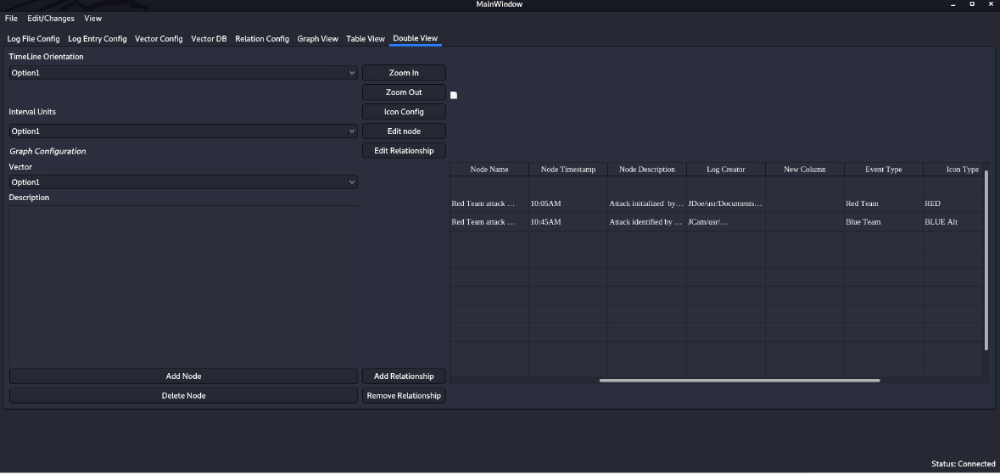 MainWindow
File Edit/Changes View
Log File Config Log Entry Config Vector Config Vector DB Relation Config Graph View Table View Double View
TimeLine Orientation
Option1
Zoom In
Zoom Out
Interval Units
Icon Config
Option1
Edit node
Graph Configuration
Edit Relationship
Vector
Option1
Description
Node Name Node Timestamp Node Description Log Creator New Column Event Type Icon Type
Red Team attack ... 10:05AM Attack initialized by... JDoe/usr/Documents... Red Team RED
Red Team attack ... 10:45AM Attack identified by ... JCam/usr/... Blue Team BLUE Alt
Add Node
Add Relationship
Delete Node
Remove Relationship
Status: Connected